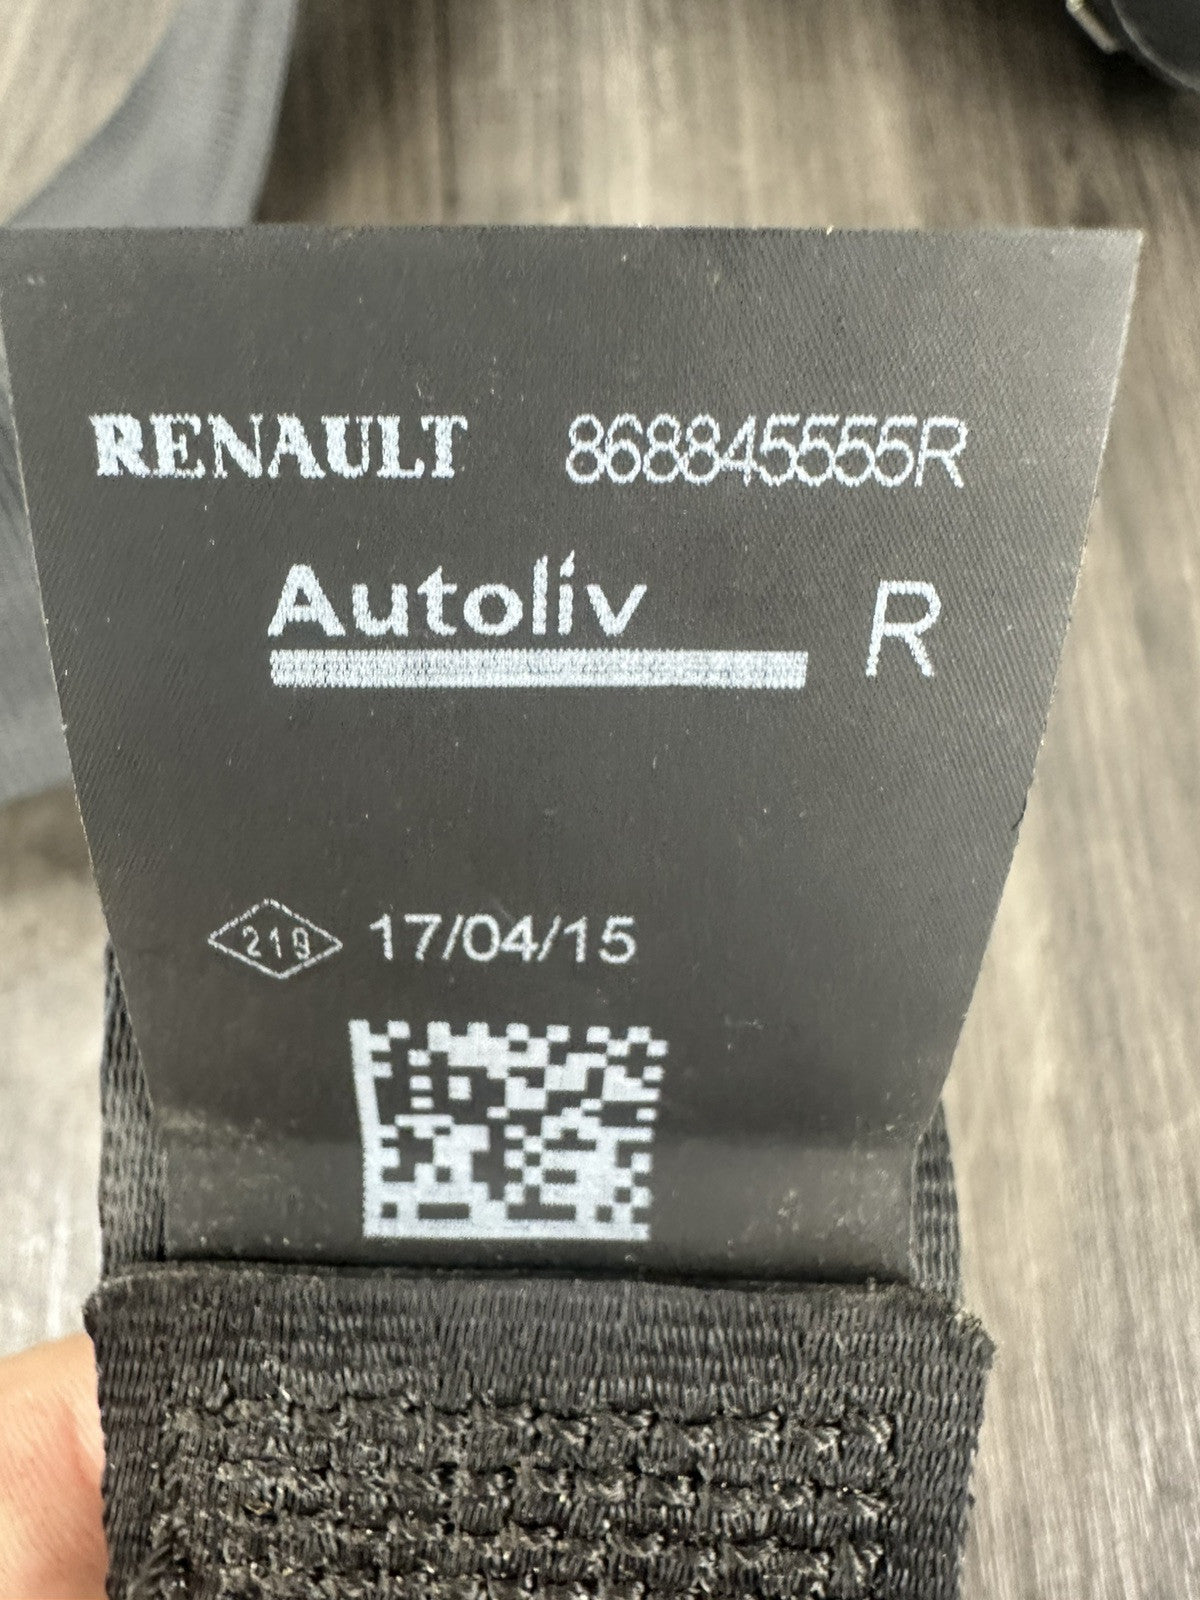 RENAULT 868845555R
Autoliv R
219 17/04/15